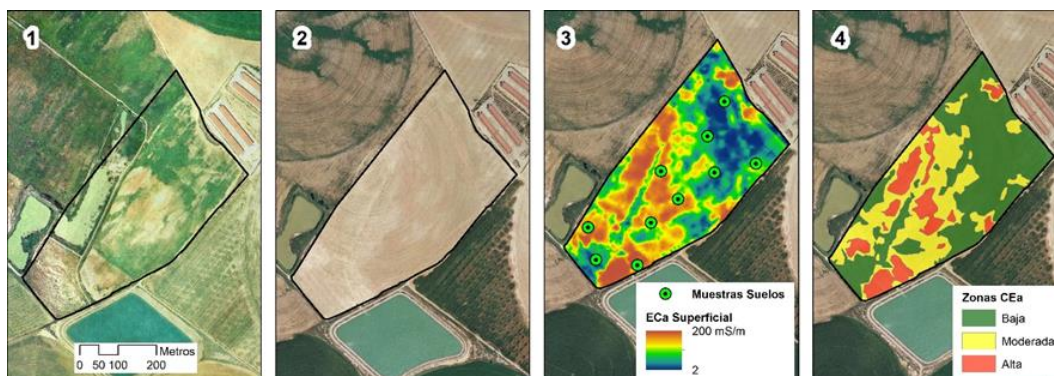 1
2
3
4
Metros
0 50 100 200
Muestras Suelos
ECa Superficial
200 mS/m
2
Zonas CEa
Baja
Moderada
Alta